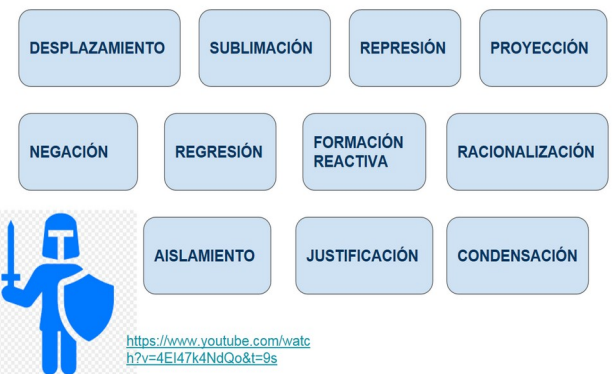 DESPLAZAMIENTO
SUBLIMACIÓN
REPRESIÓN
PROYECCIÓN
NEGACIÓN
REGRESIÓN
FORMACIÓN
REACTIVA
RACIONALIZACIÓN
AISLAMIENTO
JUSTIFICACIÓN
CONDENSACIÓN
https://www.youtube.com/watc
h?v=4EI47k4NdQo&t=9s